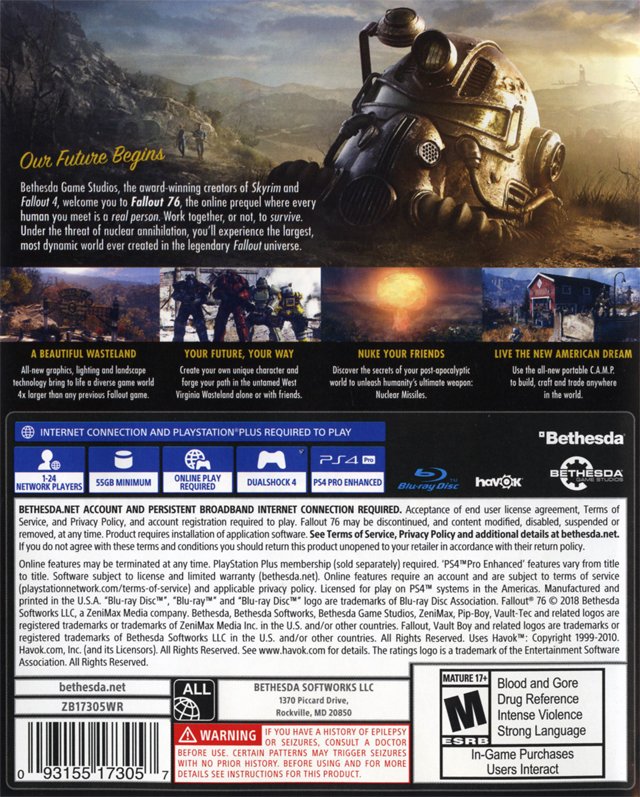 Our Future Begins
Bethesda Game Studios, the award-winning creators of Skyrim and
Fallout 4, welcome you to Fallout 76, the online prequel where every
human you meet is a real person. Work together, or not, to survive.
Under the threat of nuclear annihilation, you'll experience the largest,
most dynamic world ever created in the legendary Fallout universe.
A BEAUTIFUL WASTELAND
All-new graphics, lighting and landscape
technology bring to life a diverse game world
4x larger than any previous Fallout game.
YOUR FUTURE, YOUR WAY
Create your own unique character and
forge your path in the untamed West
Virginia Wasteland alone or with friends.
NUKE YOUR FRIENDS
Discover the secrets of your post-apocalyptic
world to unleash humanity's ultimate weapon:
Nuclear Missiles.
LIVE THE NEW AMERICAN DREAM
Use the all-new portable C.A.M.P.
to build, craft and trade anywhere
in the world.
INTERNET CONNECTION AND PLAYSTATION®PLUS REQUIRED TO PLAY
1-24
NETWORK PLAYERS
55GB MINIMUM
ONLINE PLAY
REQUIRED
DUALSHOCK 4
PS4 Pro
PS4 PRO ENHANCED
Blu-ray Disc™
havok
Bethesda
BETHESDA
GAME STUDIOS
BETHESDA.NET ACCOUNT AND PERSISTENT BROADBAND INTERNET CONNECTION REQUIRED. Acceptance of end user license agreement, Terms of
Service, and Privacy Policy, and account registration required to play. Fallout 76 may be discontinued, and content modified, disabled, suspended or
removed, at any time. Product requires installation of application software. See Terms of Service, Privacy Policy and additional details at bethesda.net.
If you do not agree with these terms and conditions you should return this product unopened to your retailer in accordance with their return policy.
Online features may be terminated at any time. PlayStation Plus membership (sold separately) required. 'PS4™Pro Enhanced' features vary from title
to title. Software subject to license and limited warranty (bethesda.net). Online features require an account and are subject to terms of service
(playstationnetwork.com/terms-of-service) and applicable privacy policy. Licensed for play on PS4™ systems in the Americas. Manufactured and
printed in the U.S.A. "Blu-ray Disc™", "Blu-ray™" and "Blu-ray Disc™" logo are trademarks of Blu-ray Disc Association. Fallout® 76 © 2018 Bethesda
Softworks LLC, a ZeniMax Media company. Bethesda, Bethesda Softworks, Bethesda Game Studios, ZeniMax, Pip-Boy, Vault-Tec and related logos are
registered trademarks or trademarks of ZeniMax Media Inc. in the U.S. and/or other countries. Fallout, Vault Boy and related logos are trademarks or
registered trademarks of Bethesda Softworks LLC in the U.S. and/or other countries. All Rights Reserved. Uses Havok™: Copyright 1999-2010.
Havok.com, Inc. (and its Licensors). All Rights Reserved. See www.havok.com for details. The ratings logo is a trademark of the Entertainment Software
Association. All Rights Reserved.
bethesda.net
ZB17305WR
ALL
BETHESDA SOFTWORKS LLC
1370 Piccard Drive,
Rockville, MD 20850
0 93155 17305 7
WARNING IF YOU HAVE A HISTORY OF EPILEPSY
OR SEIZURES, CONSULT A DOCTOR
BEFORE USE. CERTAIN PATTERNS MAY TRIGGER SEIZURES
WITH NO PRIOR HISTORY. BEFORE USING AND FOR MORE
DETAILS SEE INSTRUCTIONS FOR THIS PRODUCT.
MATURE 17+
M
ESRB
Blood and Gore
Drug Reference
Intense Violence
Strong Language
In-Game Purchases
Users Interact